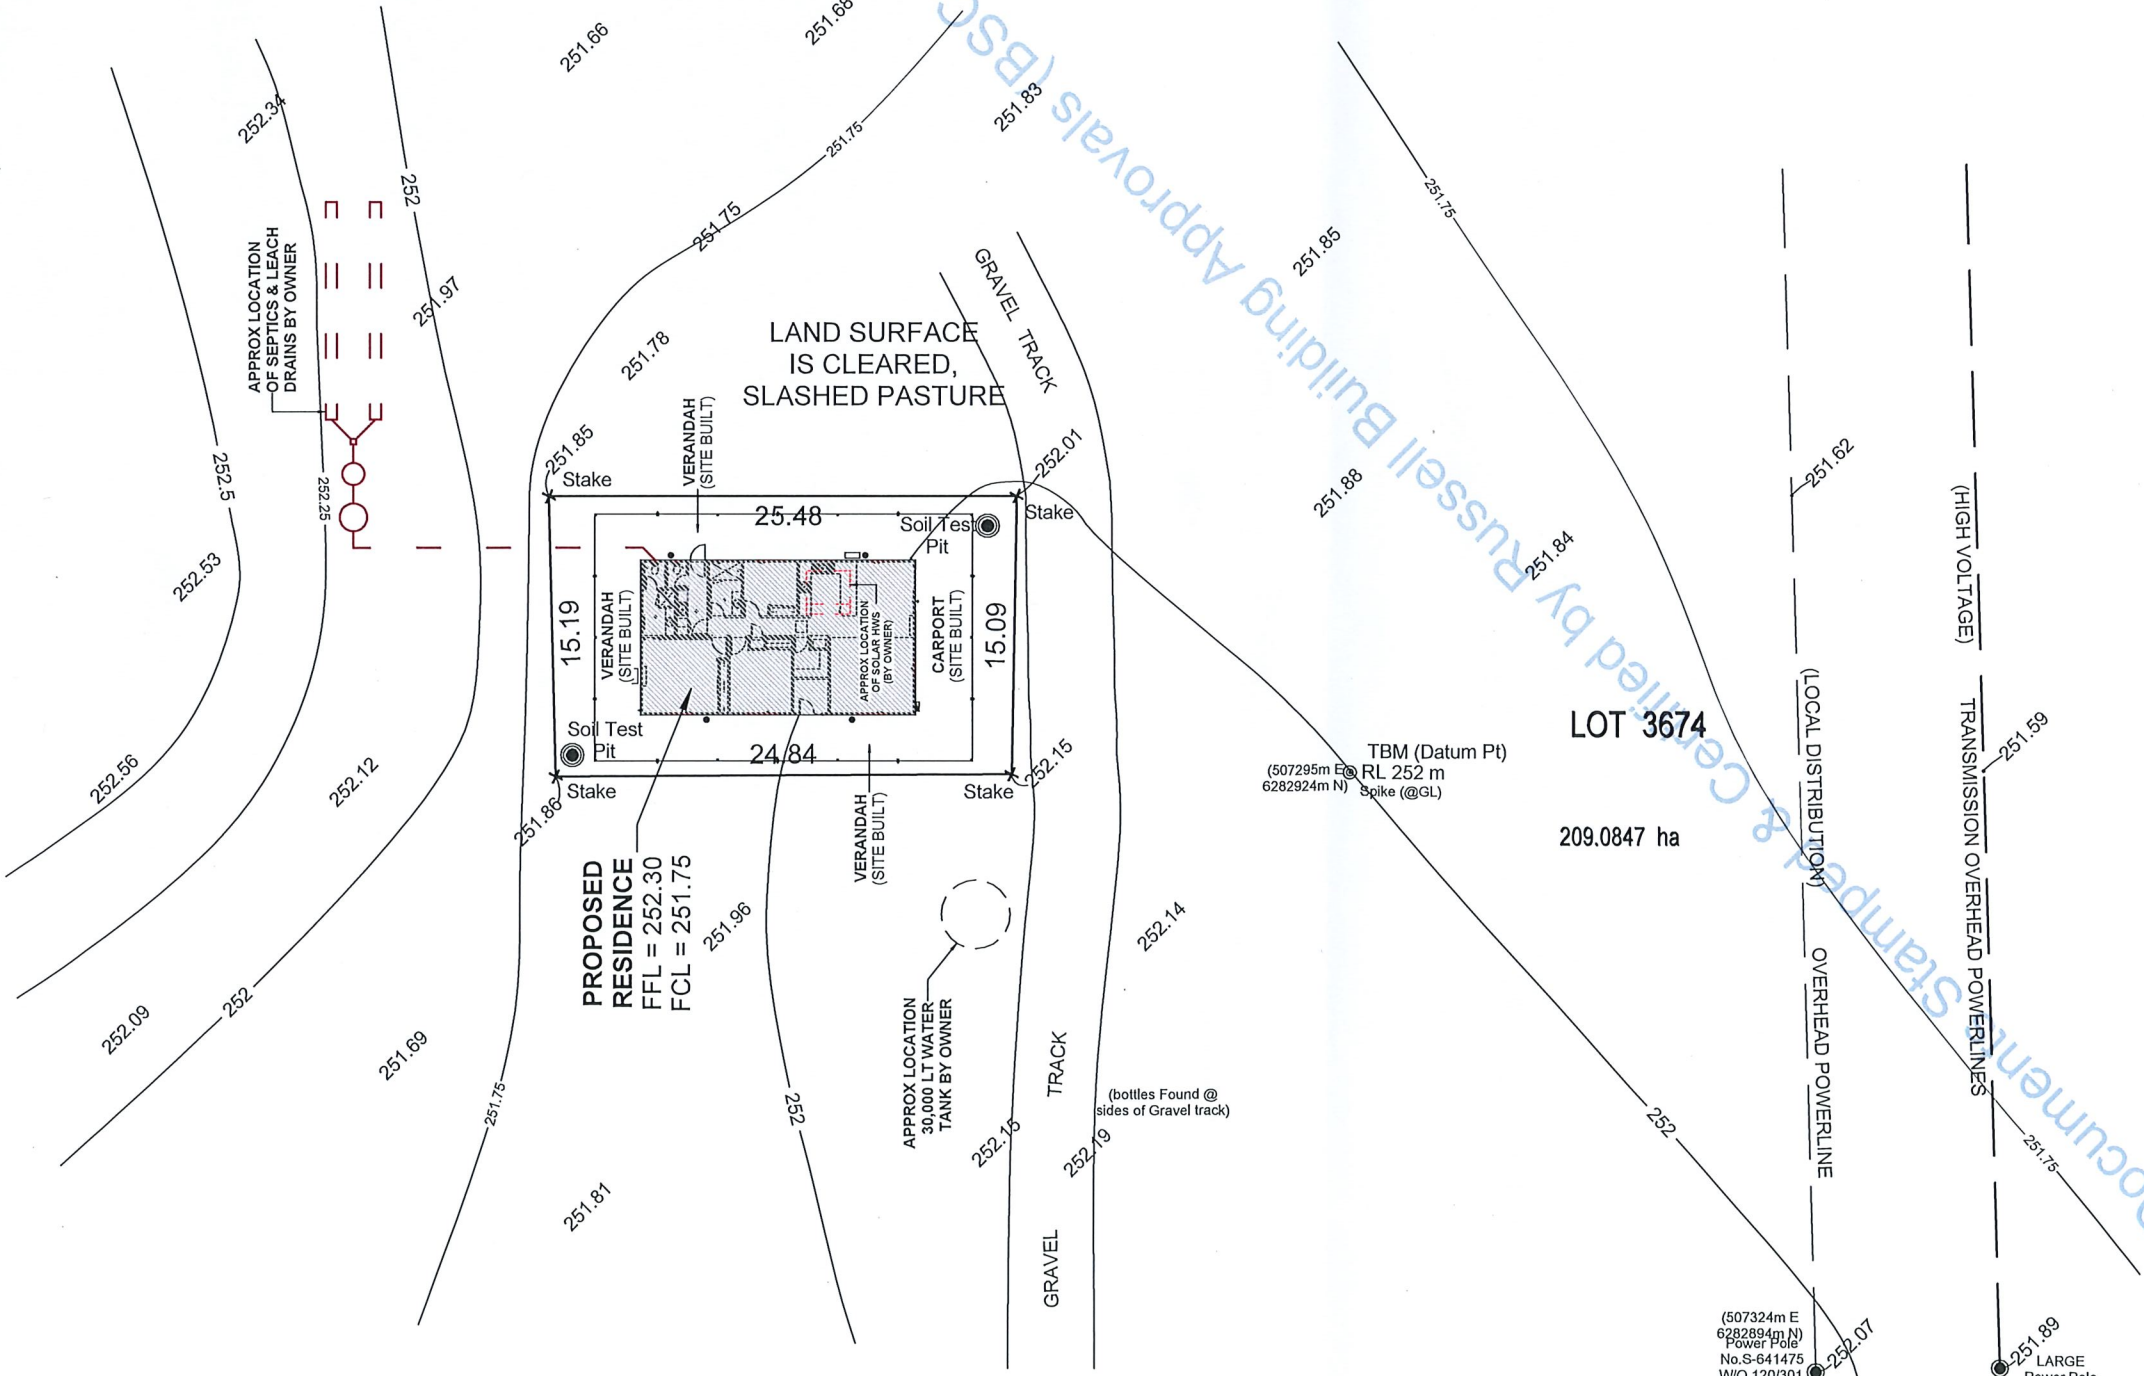 251.66
251.68
252.34
251.83
251.75
252
251.75
251.75
251.85
251.97
APPROX LOCATION
OF SEPTICS & LEACH
DRAINS BY OWNER
GRAVEL TRACK
LAND SURFACE
IS CLEARED,
SLASHED PASTURE
251.78
VERANDAH
(SITE BUILT)
251.85
Stake
252.01
Stake
251.88
251.62
252.5
252.25
25.48
Soil Test
Pit
252.53
251.84
(HIGH VOLTAGE)
TRANSMISSION OVERHEAD POWERLINES
15.19
VERANDAH
(SITE BUILT)
APPROX LOCATION
OF SOLAR HWS
(BY OWNER)
CARPORT
(SITE BUILT)
15.09
(LOCAL DISTRIBUTION)
OVERHEAD POWERLINE
LOT 3674
209.0847 ha
251.59
Soil Test
Pit
24.84
252.56
252.12
251.86
Stake
Stake
252.15
TBM (Datum Pt)
(507295m E
6282924m N)
RL 252 m
Spike (@GL)
VERANDAH
(SITE BUILT)
PROPOSED
RESIDENCE
FFL = 252.30
FCL = 251.75
251.96
252.14
252.09
252
251.69
251.75
252
APPROX LOCATION
30,000 LT WATER
TANK BY OWNER
GRAVEL TRACK
(bottles Found @
sides of Gravel track)
252.15
252.19
252
251.75
251.81
(507324m E
6282894m N)
Power Pole
No.S-641475
W/O 120/301
252.07
251.89
LARGE
Power Pole
Documents Stamped & Certified by Russell Building Approvals (BSC